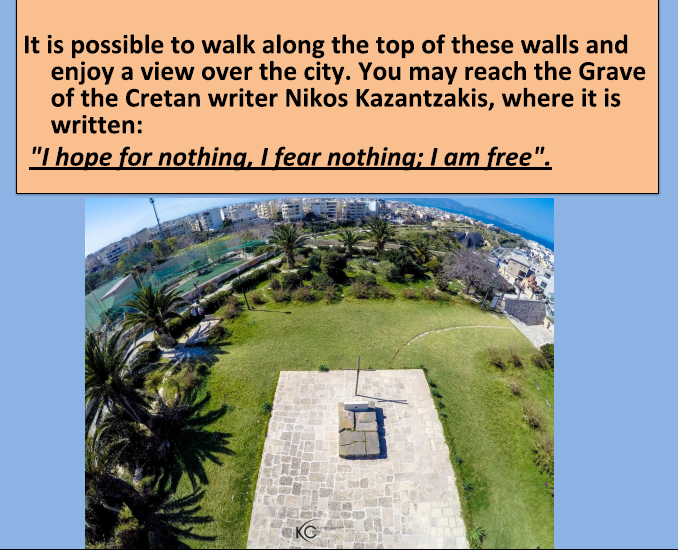 It is possible to walk along the top of these walls and
enjoy a view over the city. You may reach the Grave
of the Cretan writer Nikos Kazantzakis, where it is
written:
"I hope for nothing, I fear nothing; I am free".
KC